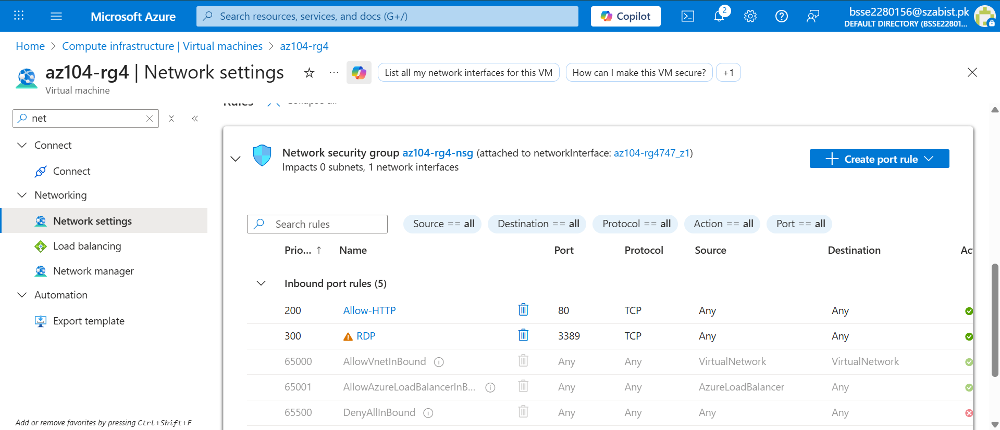 Microsoft Azure
Search resources, services, and docs (G+/)
Copilot
2
bsse2280156@szabist.pk
DEFAULT DIRECTORY (BSSE22801...
Home > Compute infrastructure | Virtual machines > az104-rg4
az104-rg4 | Network settings
Virtual machine
List all my network interfaces for this VM
How can I make this VM secure?
+1
net
Connect
Connect
Networking
Network settings
Load balancing
Network manager
Automation
Export template
Add or remove favorites by pressing Ctrl+Shift+F
Rules Collapse all
Network security group az104-rg4-nsg (attached to networkInterface: az104-rg4747_z1)
Impacts 0 subnets, 1 network interfaces
Create port rule
Search rules
Source == all
Destination == all
Protocol == all
Action == all
Port == all
Prio... ↑ Name Port Protocol Source Destination Ac
Inbound port rules (5)
200 Allow-HTTP 80 TCP Any Any
300 RDP 3389 TCP Any Any
65000 AllowVnetInBound Any Any VirtualNetwork VirtualNetwork
65001 AllowAzureLoadBalancerInB... Any Any AzureLoadBalancer Any
65500 DenyAllInBound Any Any Any Any